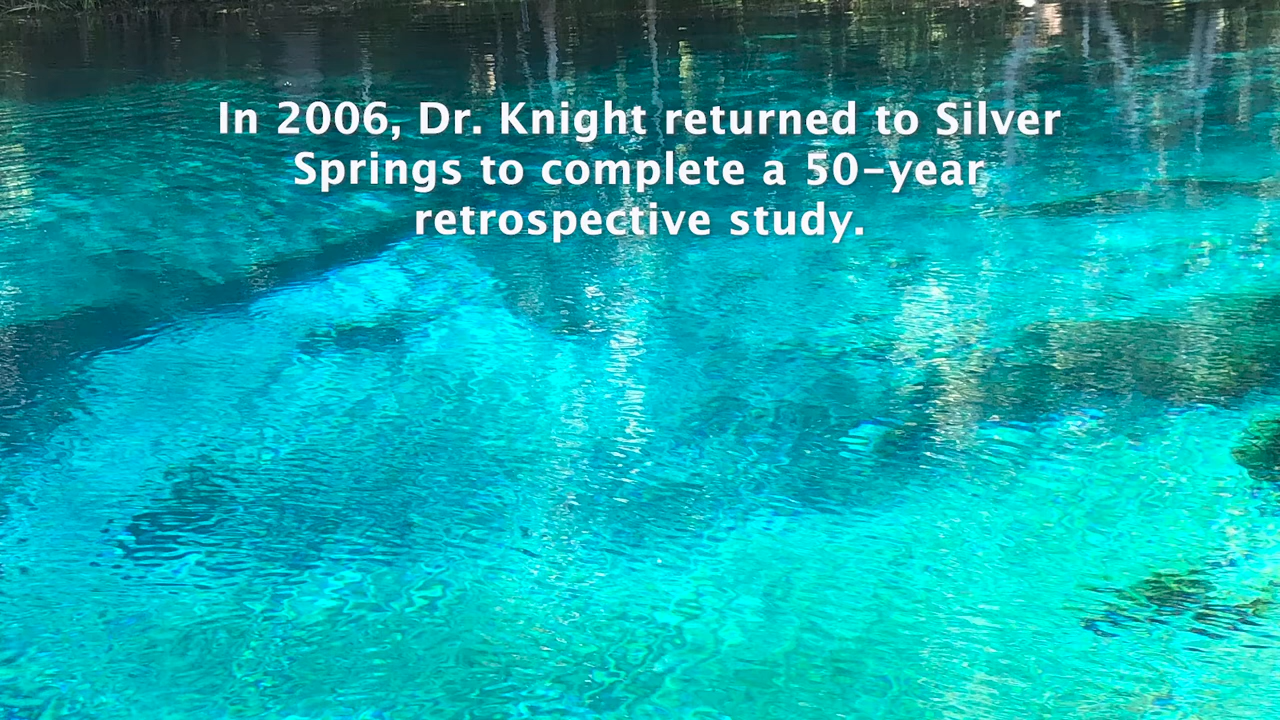 In 2006, Dr. Knight returned to Silver
Springs to complete a 50-year
retrospective study.